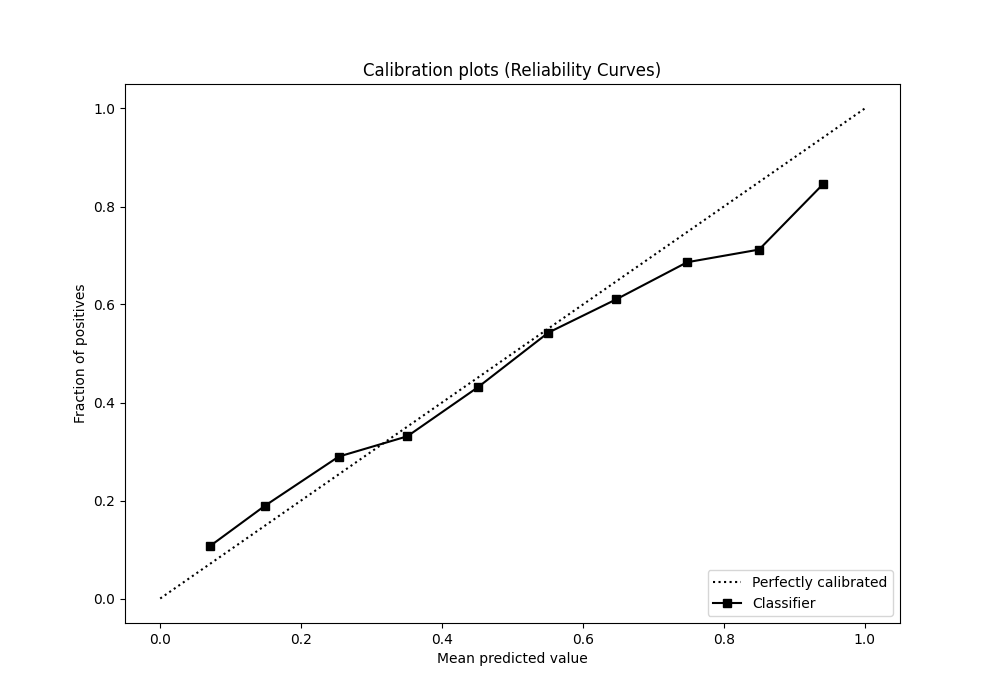 Calibration plots (Reliability Curves)
1.0
0.8
0.6
0.4
0.2
0.0
Fraction of positives
0.0 0.2 0.4 0.6 0.8 1.0
Mean predicted value
Perfectly calibrated
Classifier